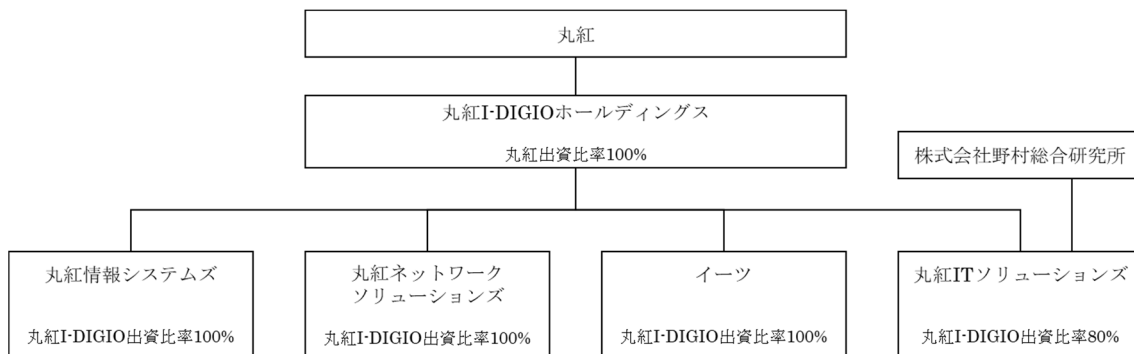 丸紅
丸紅I-DIGIOホールディングス
丸紅出資比率100%
株式会社野村総合研究所
丸紅情報システムズ
丸紅I-DIGIO出資比率100%
丸紅ネットワーク
ソリューションズ
丸紅I-DIGIO出資比率100%
イーツ
丸紅I-DIGIO出資比率100%
丸紅ITソリューションズ
丸紅I-DIGIO出資比率80%